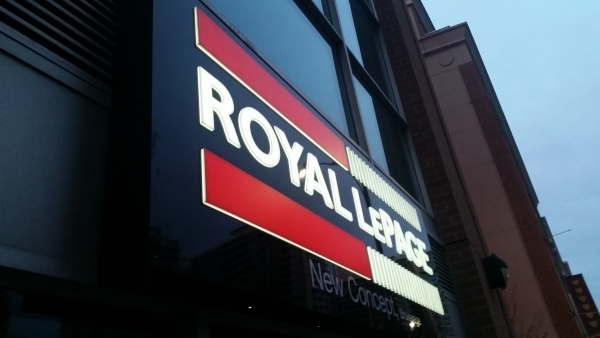 ROYAL LEPAGE
New Concept,